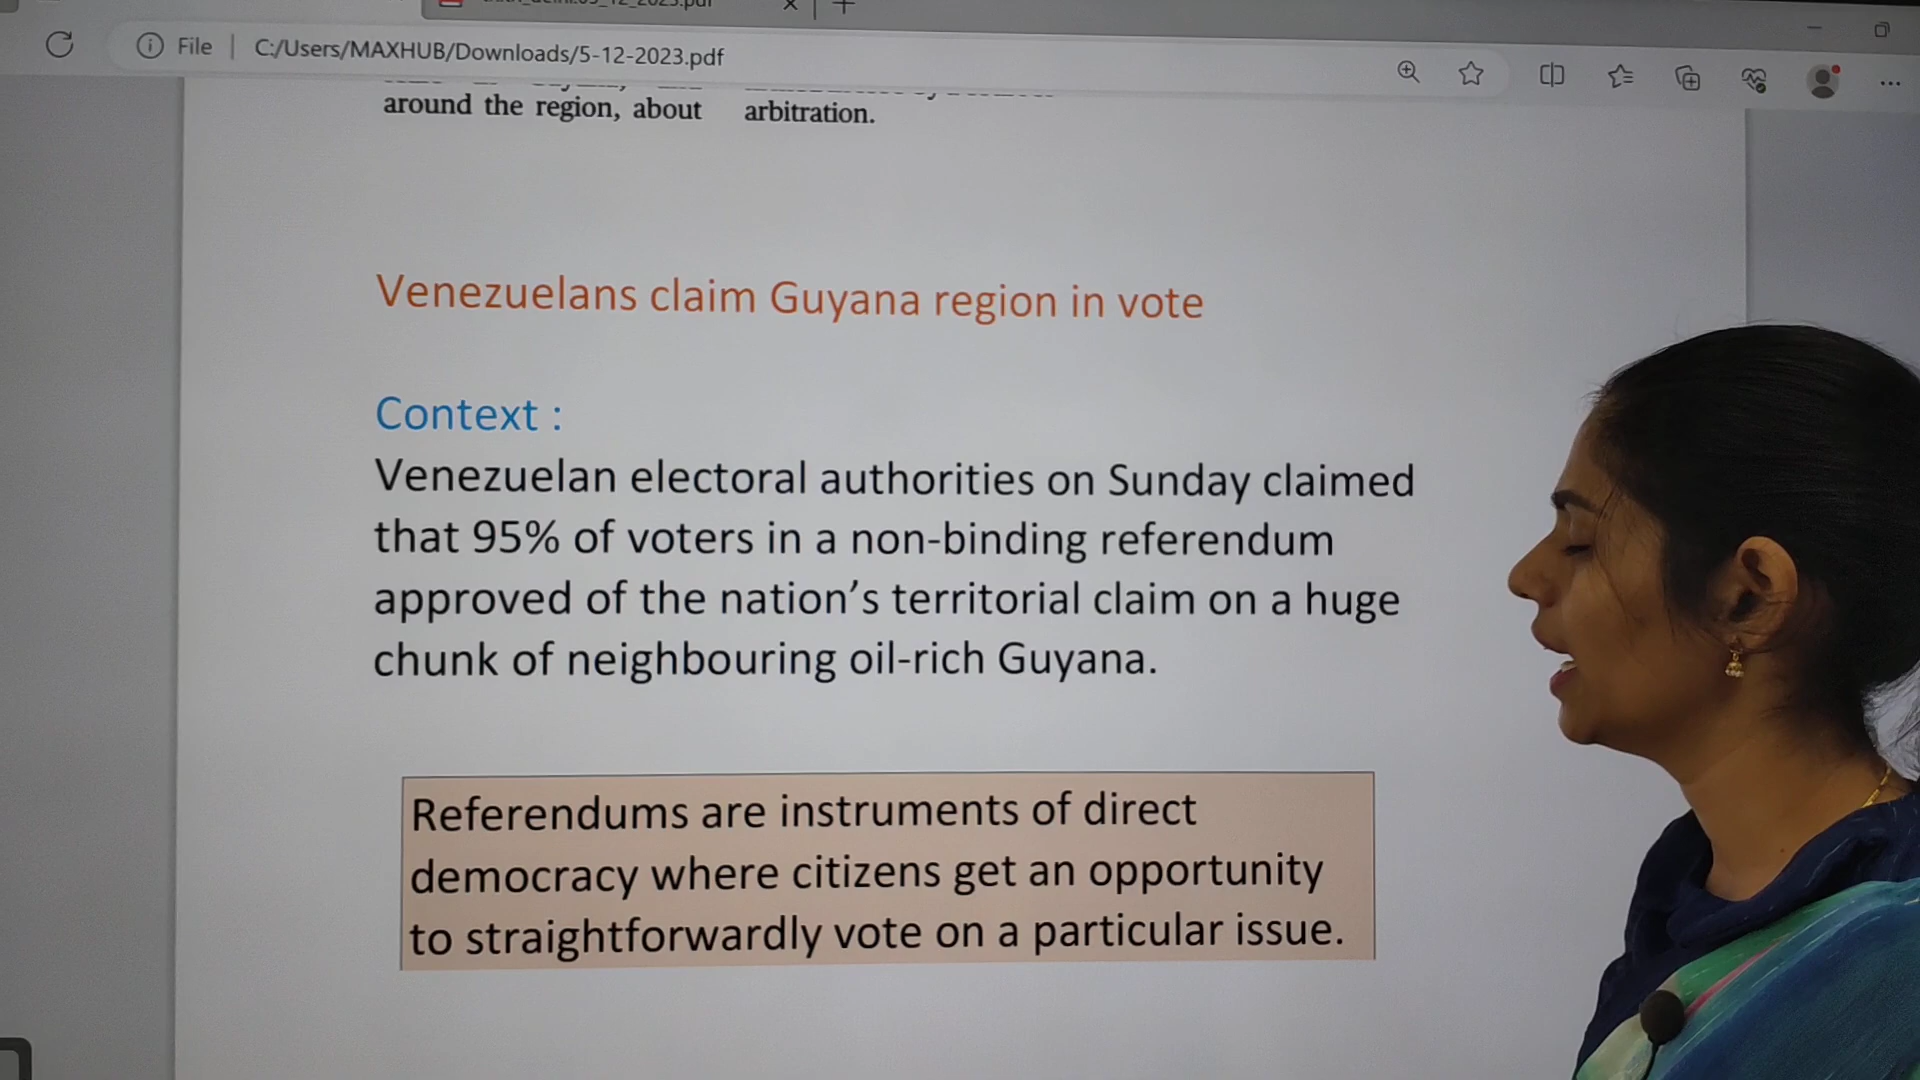 File
C:/Users/MAXHUB/Downloads/5-12-2023.pdf
around the region, about
arbitration.
Venezuelans claim Guyana region in vote
Context :
Venezuelan electoral authorities on Sunday claimed
that 95% of voters in a non-binding referendum
approved of the nation’s territorial claim on a huge
chunk of neighbouring oil-rich Guyana.
Referendums are instruments of direct
democracy where citizens get an opportunity
to straightforwardly vote on a particular issue.